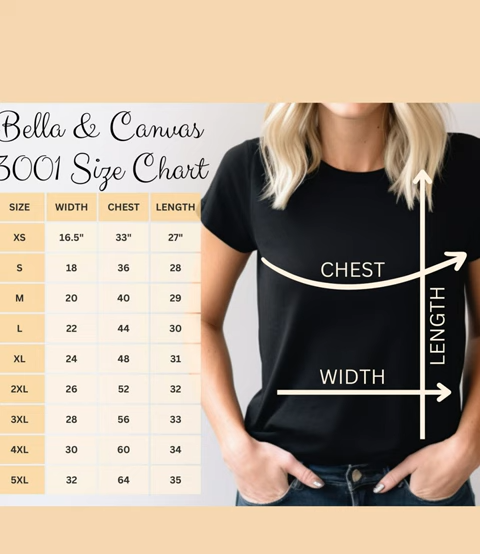 Bella & Canvas
3001 Size Chart
SIZE WIDTH CHEST LENGTH
XS 16.5" 33" 27"
S 18 36 28
M 20 40 29
L 22 44 30
XL 24 48 31
2XL 26 52 32
3XL 28 56 33
4XL 30 60 34
5XL 32 64 35
CHEST
LENGTH
WIDTH